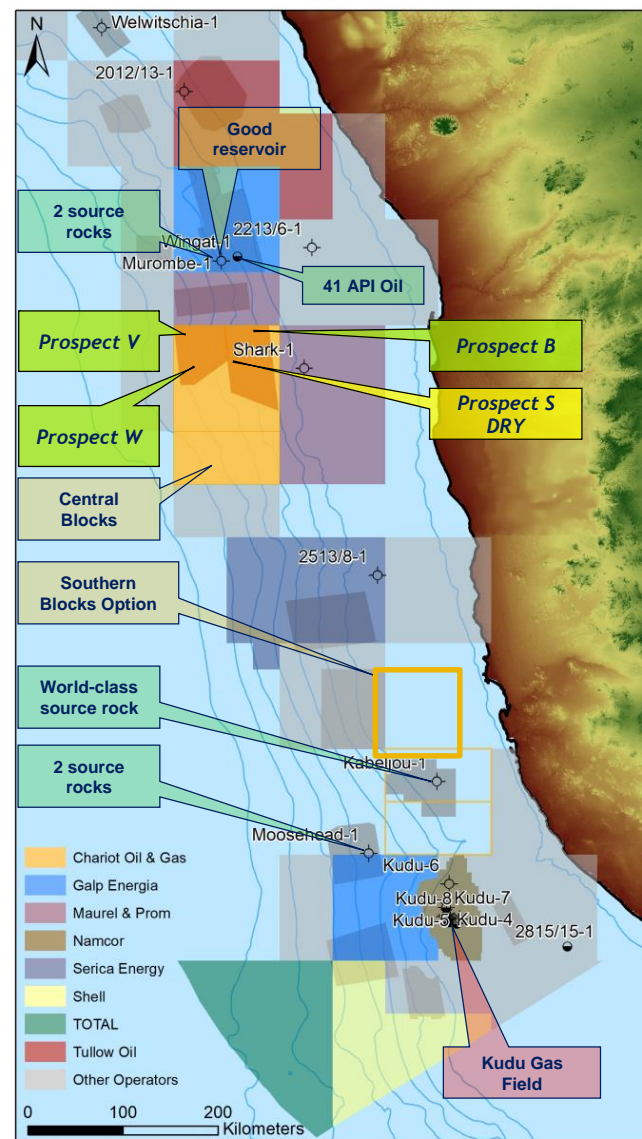 N
Welwitschia-1
2012/13-1
Good
reservoir
2 source
rocks
2213/6-1
Wingat-1
Murombe-1
41 API Oil
Prospect V
Prospect B
Shark-1
Prospect W
Prospect S
DRY
Central
Blocks
2513/8-1
Southern
Blocks Option
World-class
source rock
Kabeljou-1
2 source
rocks
Moosehead-1
Kudu-6
Kudu-8
Kudu-7
Kudu-5
Kudu-4
2815/15-1
Chariot Oil & Gas
Galp Energia
Maurel & Prom
Namcor
Serica Energy
Shell
TOTAL
Tullow Oil
Other Operators
Kudu Gas
Field
0 100 200
Kilometers